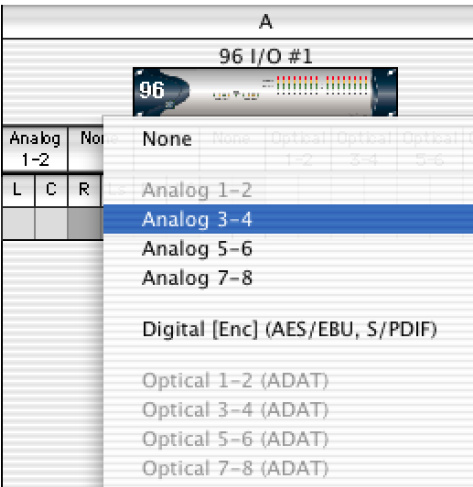 A
96 I/O #1
96
Analog None None Optical Optical Optical
1-2 1-2 3-4 5-6
L C R Ls
None
Analog 1-2
Analog 3-4
Analog 5-6
Analog 7-8
Digital [Enc] (AES/EBU, S/PDIF)
Optical 1-2 (ADAT)
Optical 3-4 (ADAT)
Optical 5-6 (ADAT)
Optical 7-8 (ADAT)